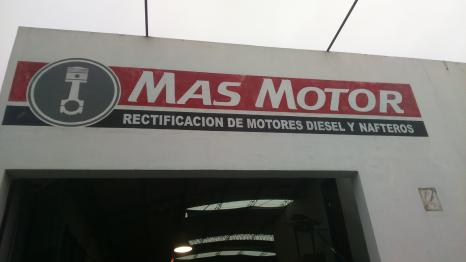 MAS MOTOR
RECTIFICACION DE MOTORES DIESEL Y NAFTEROS